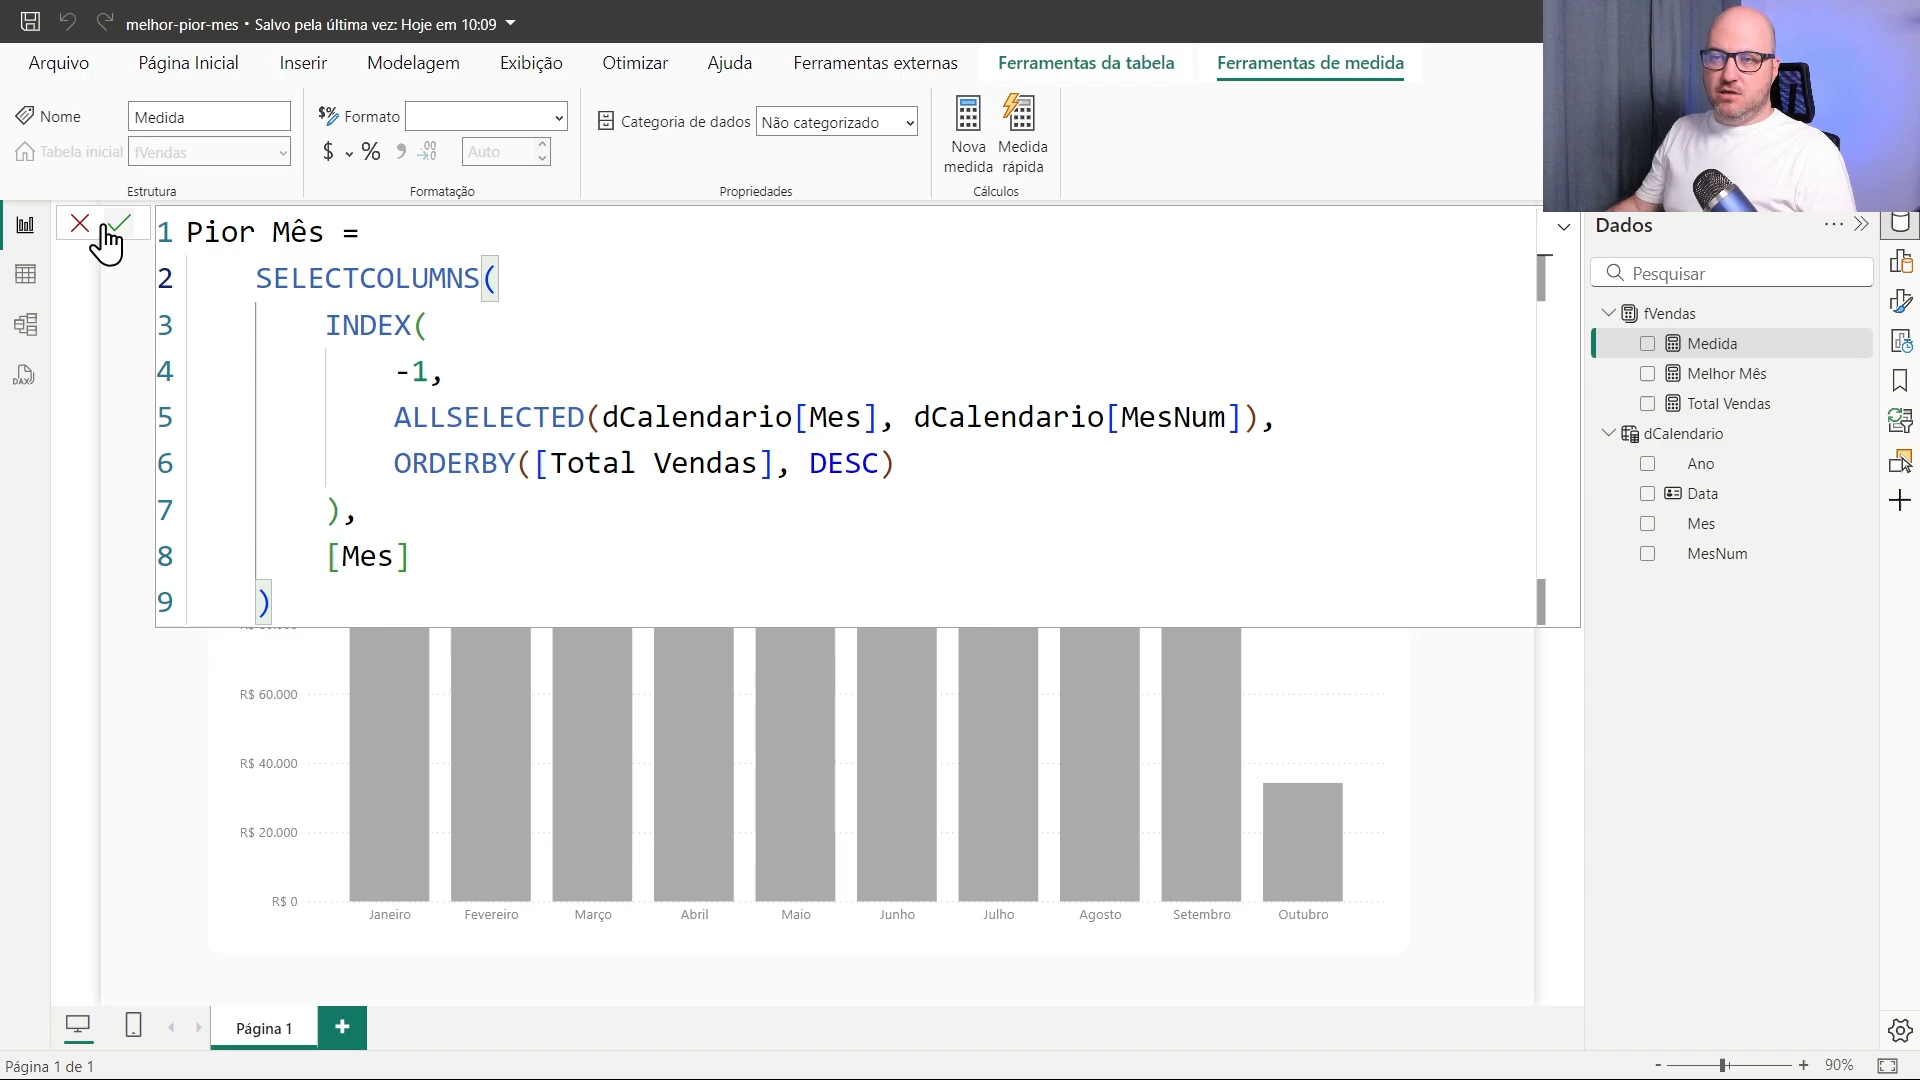 melhor-pior-mes • Salvo pela última vez: Hoje em 10:09
Arquivo
Página Inicial
Inserir
Modelagem
Exibição
Otimizar
Ajuda
Ferramentas externas
Ferramentas da tabela
Ferramentas de medida
Nome
Medida
Tabela inicial
fVendas
Estrutura
Formato
$
%
Auto
Formatação
Categoria de dados
Não categorizado
Propriedades
Nova medida
Medida rápida
Cálculos
1 Pior Mês =
2 SELECTCOLUMNS(
3 INDEX(
4 -1,
5 ALLSELECTED(dCalendario[Mes], dCalendario[MesNum]),
6 ORDERBY([Total Vendas], DESC)
7 ),
8 [Mes]
9 )
R$ 60.000
R$ 40.000
R$ 20.000
R$ 0
Janeiro
Fevereiro
Março
Abril
Maio
Junho
Julho
Agosto
Setembro
Outubro
Dados
Pesquisar
fVendas
Medida
Melhor Mês
Total Vendas
dCalendario
Ano
Data
Mes
MesNum
DAX
Página 1
Página 1 de 1
- + 90%